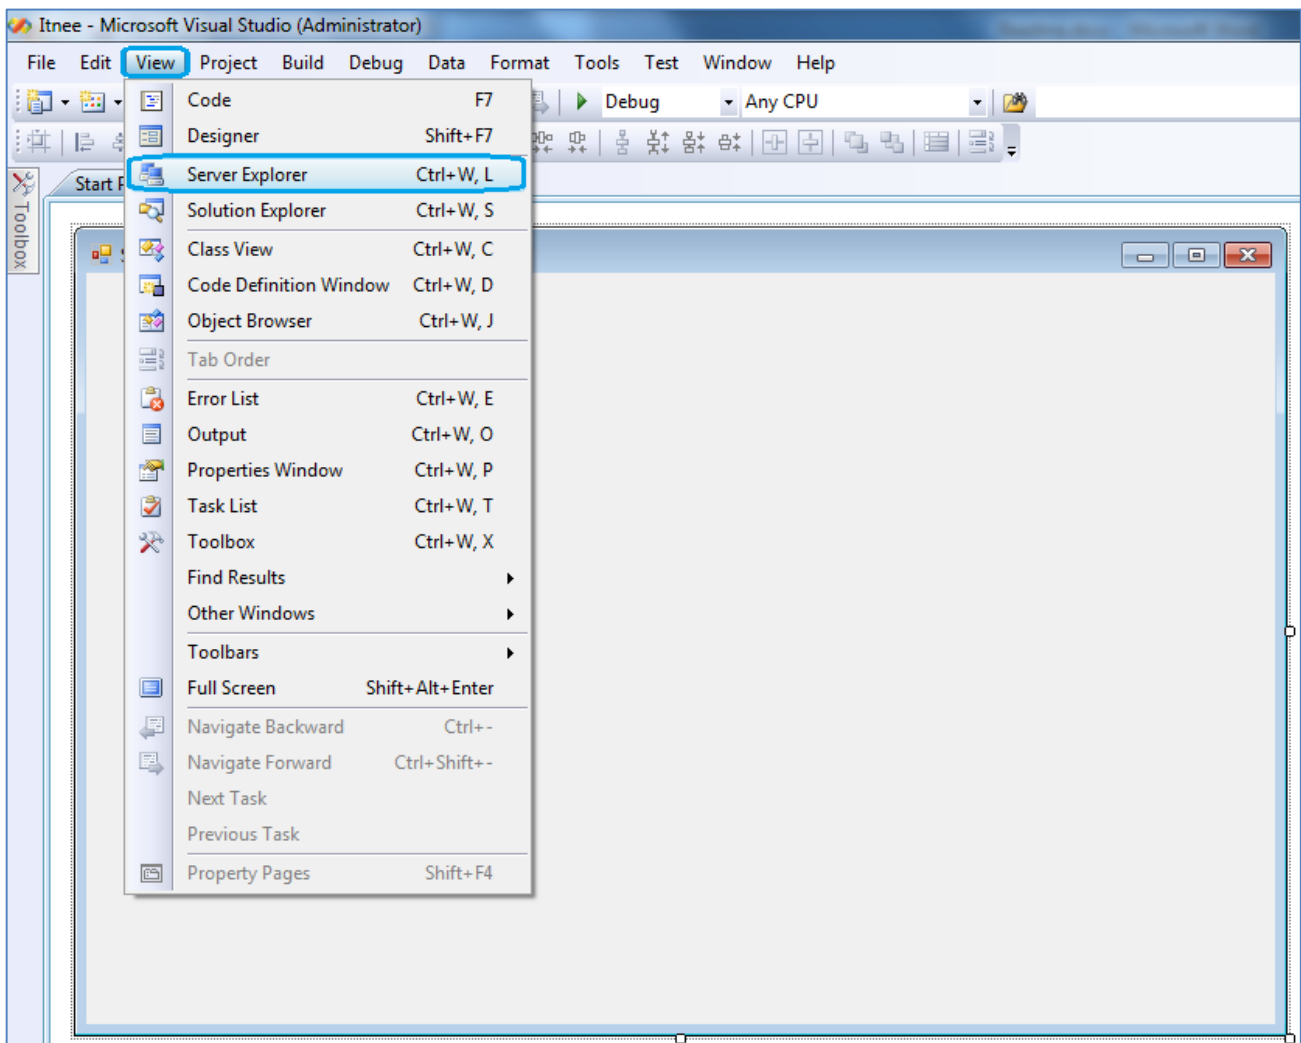 Itnee - Microsoft Visual Studio (Administrator)
File Edit View Project Build Debug Data Format Tools Test Window Help
Debug Any CPU
Code F7
Designer Shift+F7
Start
Server Explorer Ctrl+W, L
Solution Explorer Ctrl+W, S
Toolbox
Class View Ctrl+W, C
Code Definition Window Ctrl+W, D
Object Browser Ctrl+W, J
Tab Order
Error List Ctrl+W, E
Output Ctrl+W, O
Properties Window Ctrl+W, P
Task List Ctrl+W, T
Toolbox Ctrl+W, X
Find Results
Other Windows
Toolbars
Full Screen Shift+Alt+Enter
Navigate Backward Ctrl+-
Navigate Forward Ctrl+Shift+-
Next Task
Previous Task
Property Pages Shift+F4